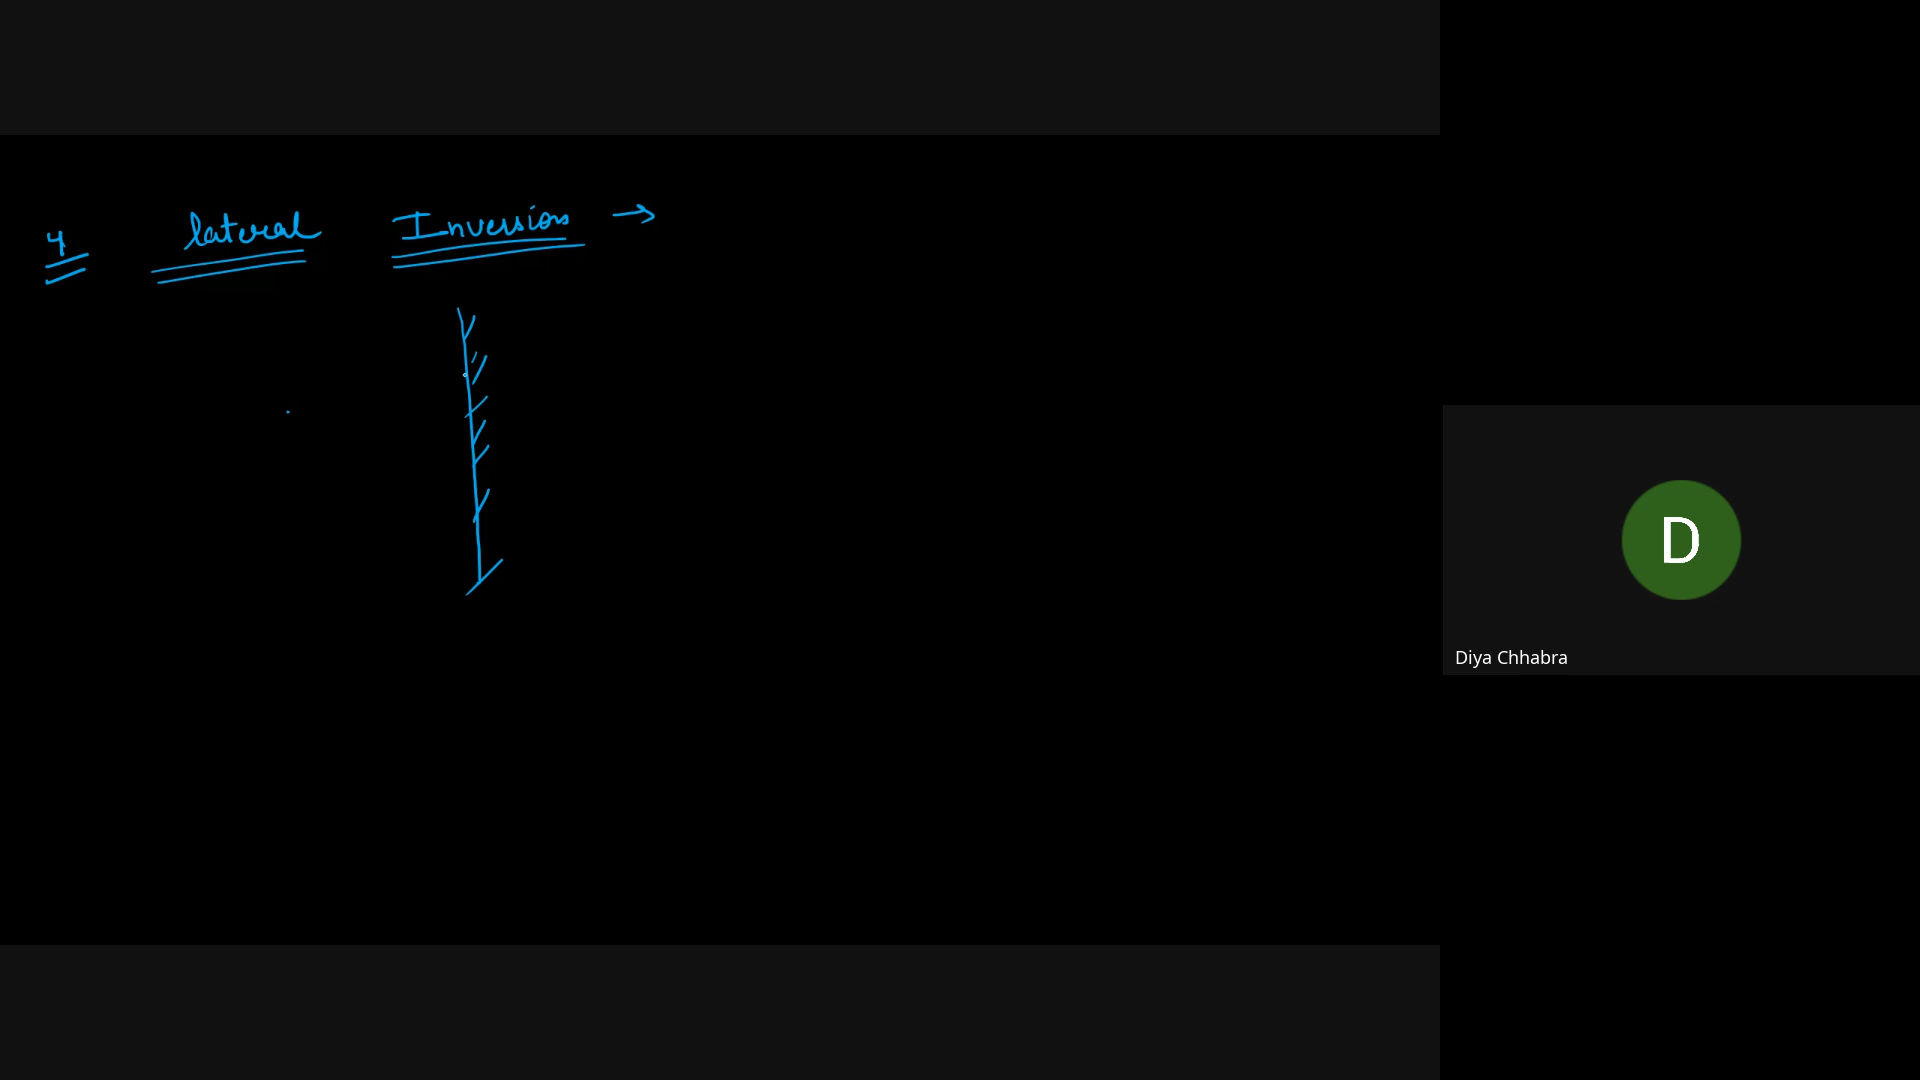 4 lateral Inversion →
D
Diya Chhabra